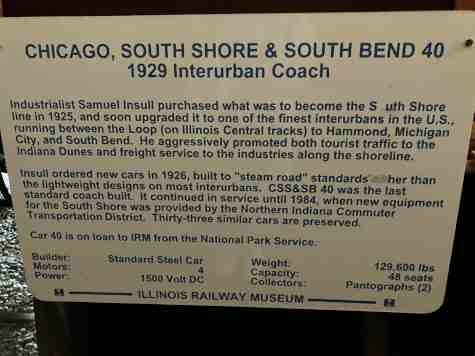 CHICAGO, SOUTH SHORE & SOUTH BEND 40
1929 Interurban Coach
Industrialist Samuel Insull purchased what was to become the S uth Shore
line in 1925, and soon upgraded it to one of the finest interurbans in the U.S.,
running between the Loop (on Illinois Central tracks) to Hammond, Michigan
City, and South Bend. He aggressively promoted both tourist traffic to the
Indiana Dunes and freight service to the industries along the shoreline.
Insull ordered new cars in 1926, built to "steam road" standards rather than
the lightweight designs on most interurbans. CSS&SB 40 was the last
standard coach built. It continued in service until 1984, when new equipment
for the South Shore was provided by the Northern Indiana Commuter
Transportation District. Thirty-three similar cars are preserved.
Car 40 is on loan to IRM from the National Park Service.
Builder: Standard Steel Car Weight: 129,600 lbs
Motors: 4 Capacity: 48 seats
Power: 1500 Volt DC Collectors: Pantographs (2)
ILLINOIS RAILWAY MUSEUM